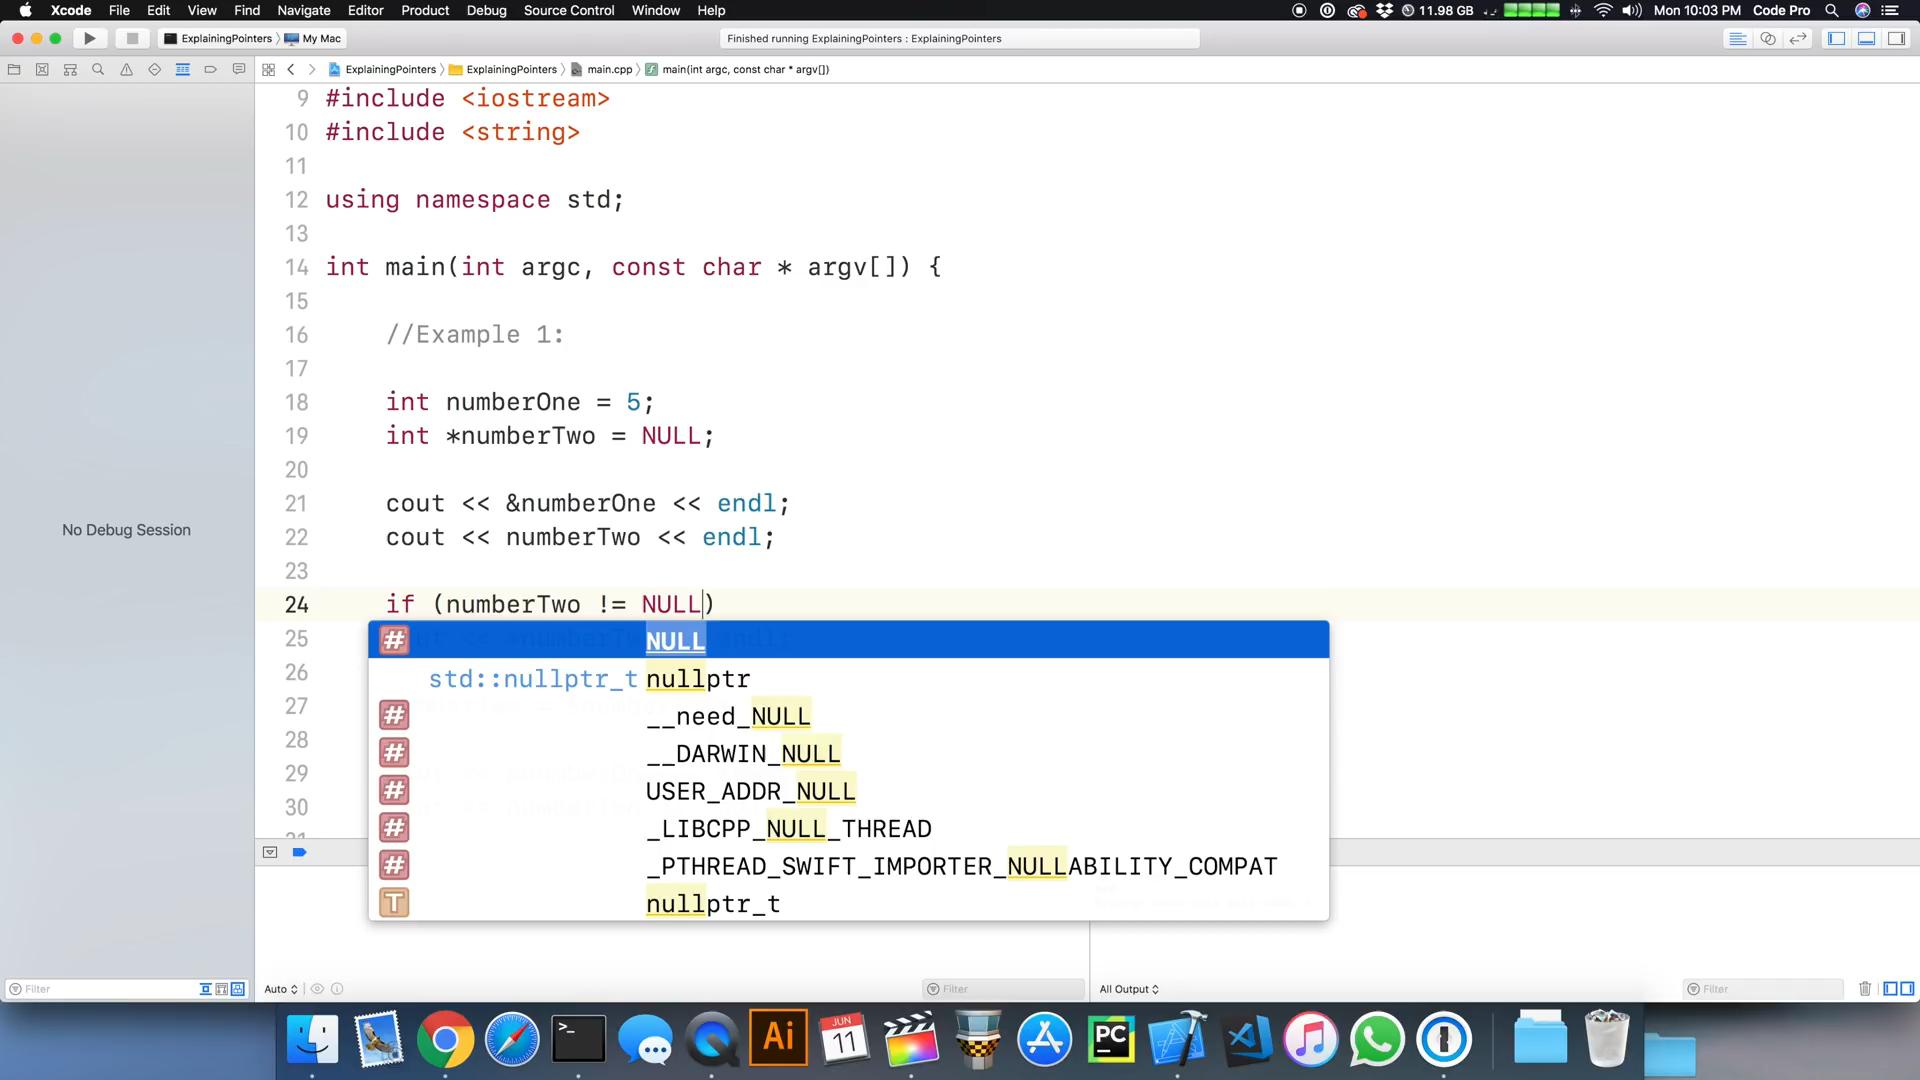 Xcode File Edit View Find Navigate Editor Product Debug Source Control Window Help 11.98 GB Mon 10:03 PM Code Pro
ExplainingPointers My Mac Finished running ExplainingPointers : ExplainingPointers
ExplainingPointers ExplainingPointers main.cpp main(int argc, const char * argv[])
9 #include <iostream>
10 #include <string>
11
12 using namespace std;
13
14 int main(int argc, const char * argv[]) {
15
16 //Example 1:
17
18 int numberOne = 5;
19 int *numberTwo = NULL;
20
21 cout << &numberOne << endl;
22 cout << numberTwo << endl;
23
24 if (numberTwo != NULL)
25
26
27
28
29
30
No Debug Session
# NULL
std::nullptr_t nullptr
# __need_NULL
# __DARWIN_NULL
# USER_ADDR_NULL
# _LIBCPP_NULL_THREAD
# _PTHREAD_SWIFT_IMPORTER_NULLABILITY_COMPAT
T nullptr_t
Filter Auto Filter All Output Filter
>_ Ai JUN 11 PC